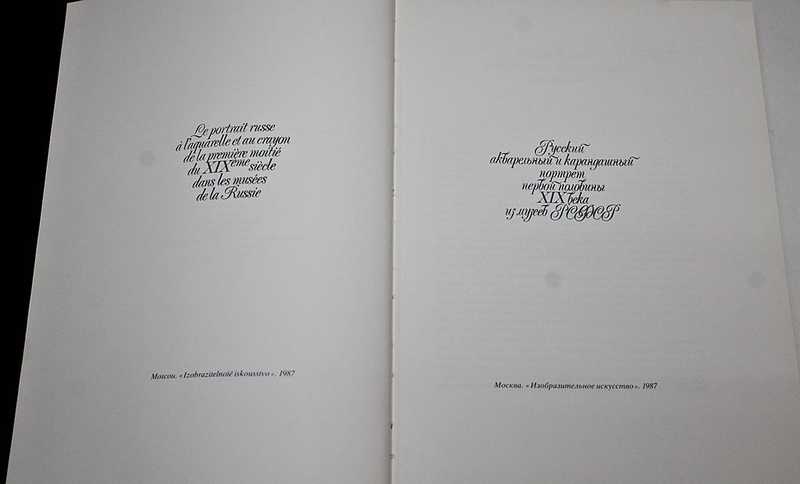 Le portrait russe
à l'aquarelle et au crayon
de la première moitié
du XIXème siècle
dans les musées
de la Russie
Moscou. «Izobrazitelnoïé iskousstvo». 1987
Русский
акварельный и карандашный
портрет
первой половины
XIX века
из музеев РСФСР
Москва. «Изобразительное искусство». 1987